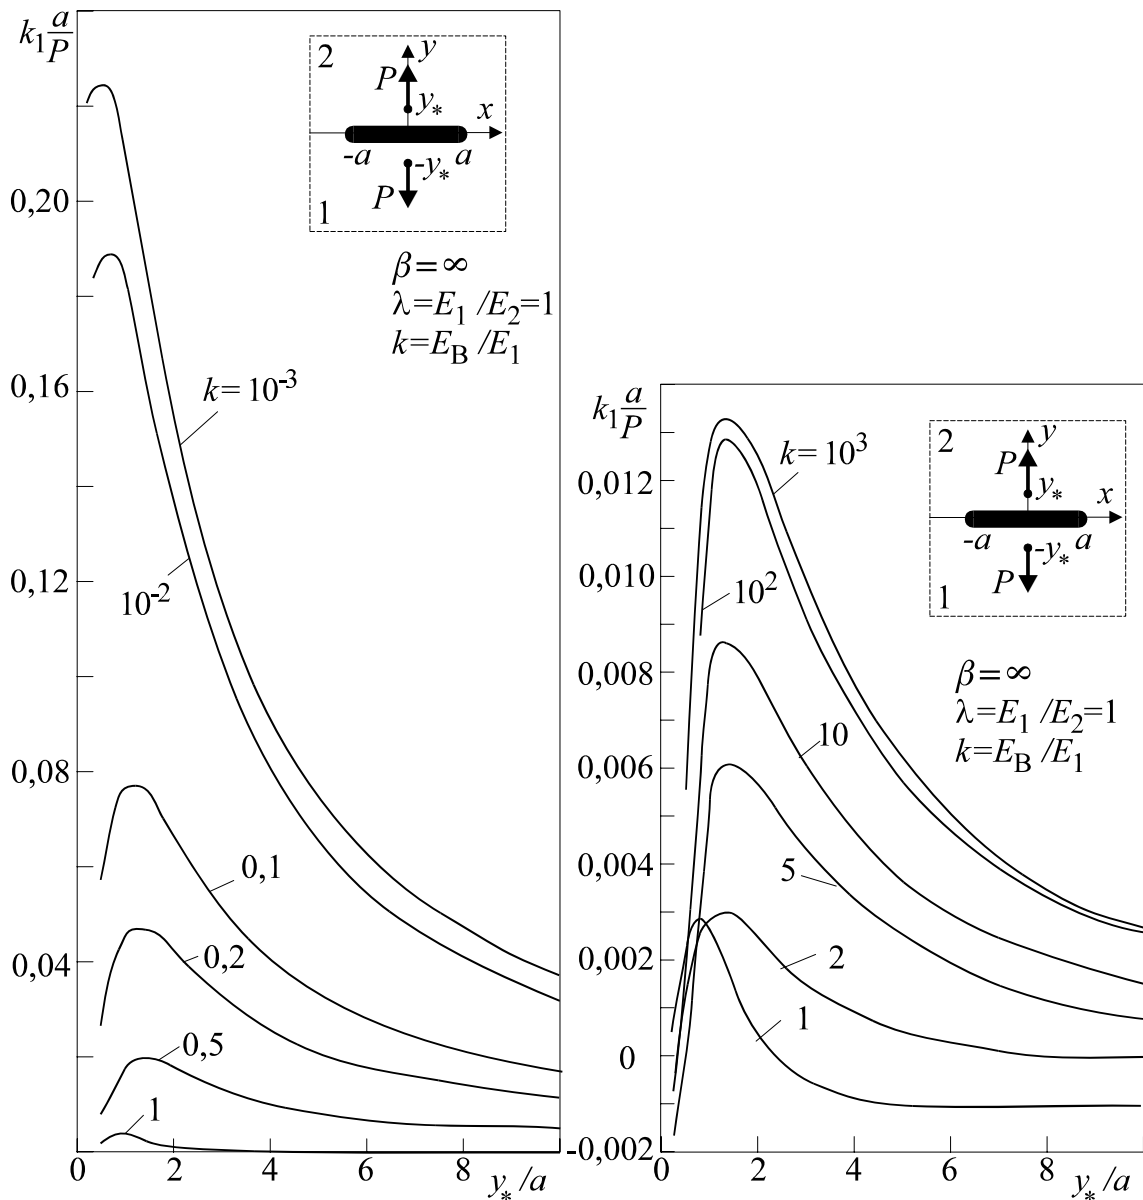 k₁ a/P
2
y
P
y*
x
-a
a
-y*
P
1
β=∞
λ=E₁/E₂=1
k=E_B/E₁
0,20
0,16
0,12
0,08
0,04
k=10⁻³
10⁻²
0,1
0,2
0,5
1
0 2 4 6 8
y*/a
k₁ a/P
2
y
P
y*
x
-a
a
-y*
P
1
β=∞
λ=E₁/E₂=1
k=E_B/E₁
0,012
0,010
0,008
0,006
0,004
0,002
0
-0,002
k=10³
10²
10
5
2
1
0 2 4 6 8
y*/a